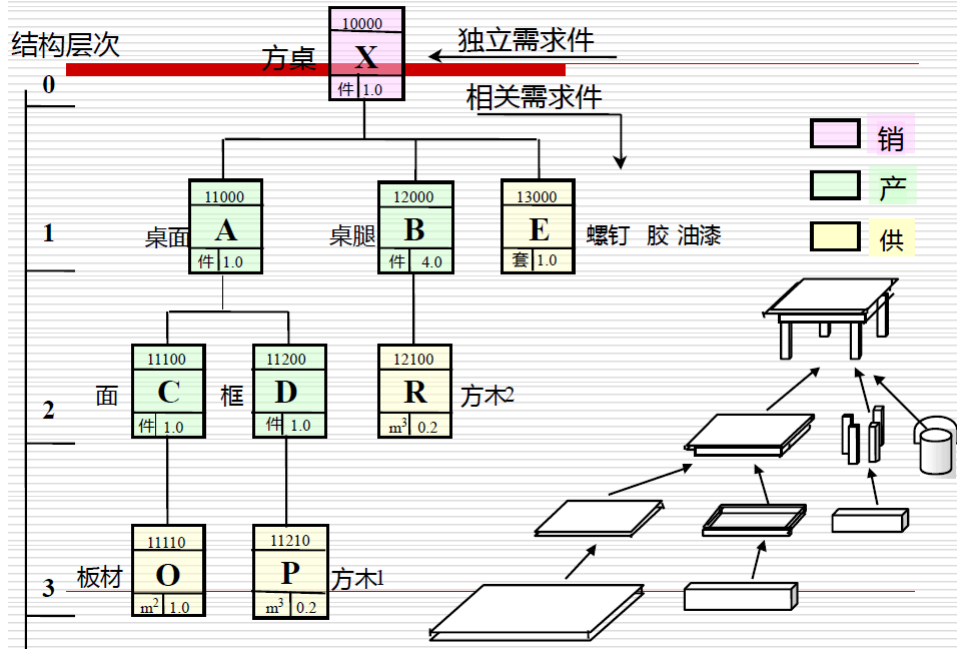 结构层次
10000
方桌
X
件 1.0
独立需求件
0
相关需求件
销
产
供
1
11000
桌面
A
件 1.0
12000
桌腿
B
件 4.0
13000
E
套 1.0
螺钉 胶 油漆
2
11100
面
C
件 1.0
11200
框
D
件 1.0
12100
R
m³ 0.2
方木2
3
11110
板材
O
m² 1.0
11210
P
m³ 0.2
方木1